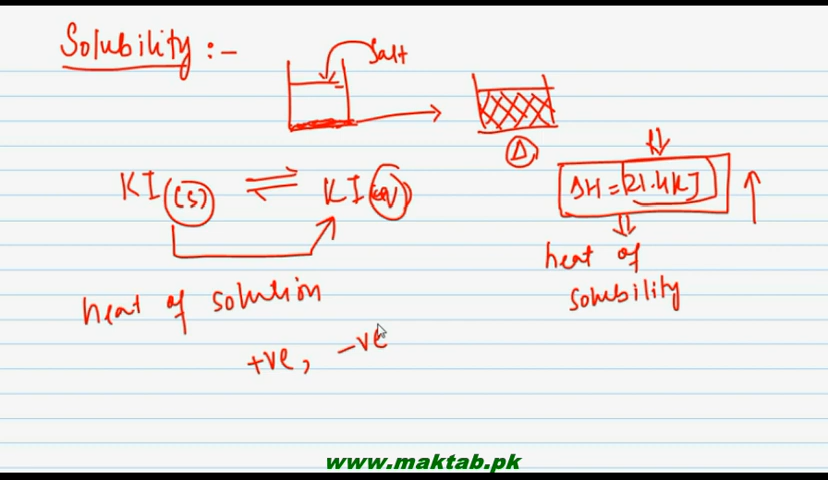 Solubility :-
Salt
Δ
KI(s) ⇌ KI(aq)
ΔH = 21.4KJ
heat of solubility
heat of solution
+ve, -ve
www.maktab.pk